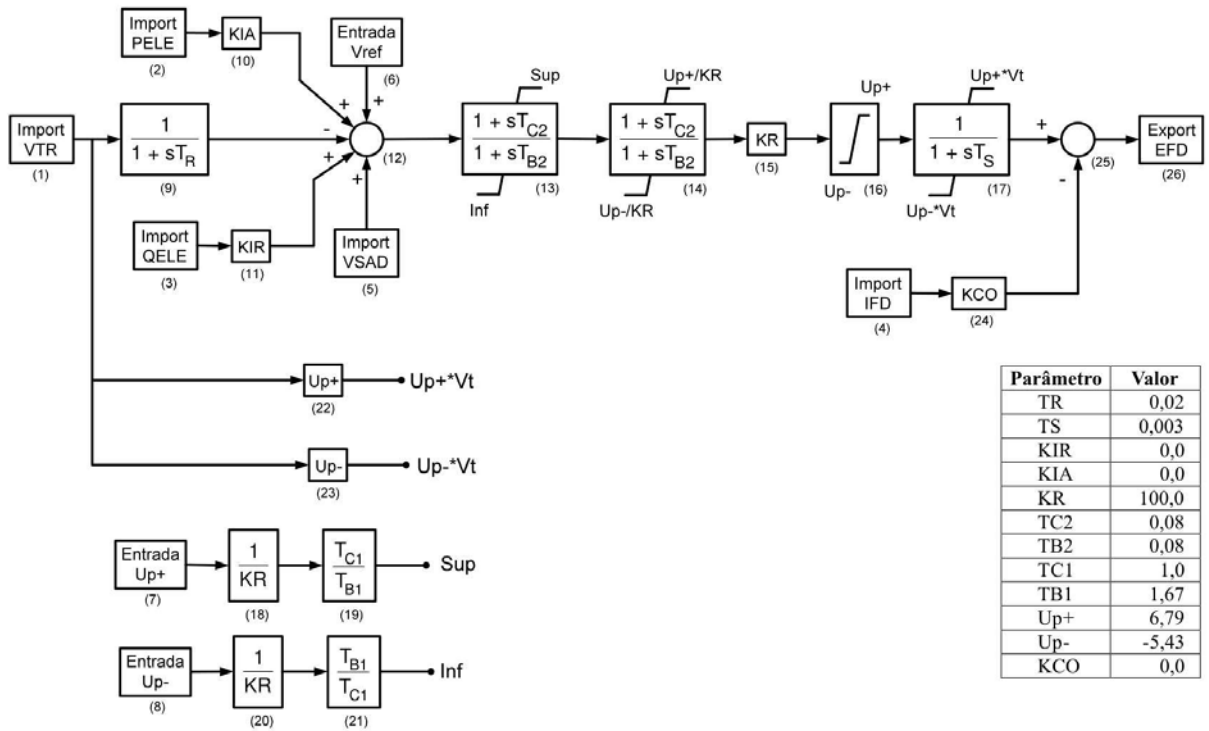 Import
PELE
(2)
KIA
(10)
Entrada
Vref
(6)
Import
VTR
(1)
1
1 + sT_R
(9)
+
+
-
+
+
(12)
Import
QELE
(3)
KIR
(11)
Import
VSAD
(5)
Sup
1 + sT_C2
1 + sT_B2
(13)
Inf
Up+/KR
1 + sT_C2
1 + sT_B2
(14)
Up-/KR
KR
(15)
Up+
Up-
(16)
Up+*Vt
1
1 + sT_S
(17)
Up-*Vt
+
-
(25)
Export
EFD
(26)
Import
IFD
(4)
KCO
(24)
Up+
(22)
Up+*Vt
Up-
(23)
Up-*Vt
Entrada
Up+
(7)
1
KR
(18)
T_C1
T_B1
(19)
Sup
Entrada
Up-
(8)
1
KR
(20)
T_B1
T_C1
(21)
Inf
Parâmetro Valor
TR 0,02
TS 0,003
KIR 0,0
KIA 0,0
KR 100,0
TC2 0,08
TB2 0,08
TC1 1,0
TB1 1,67
Up+ 6,79
Up- -5,43
KCO 0,0